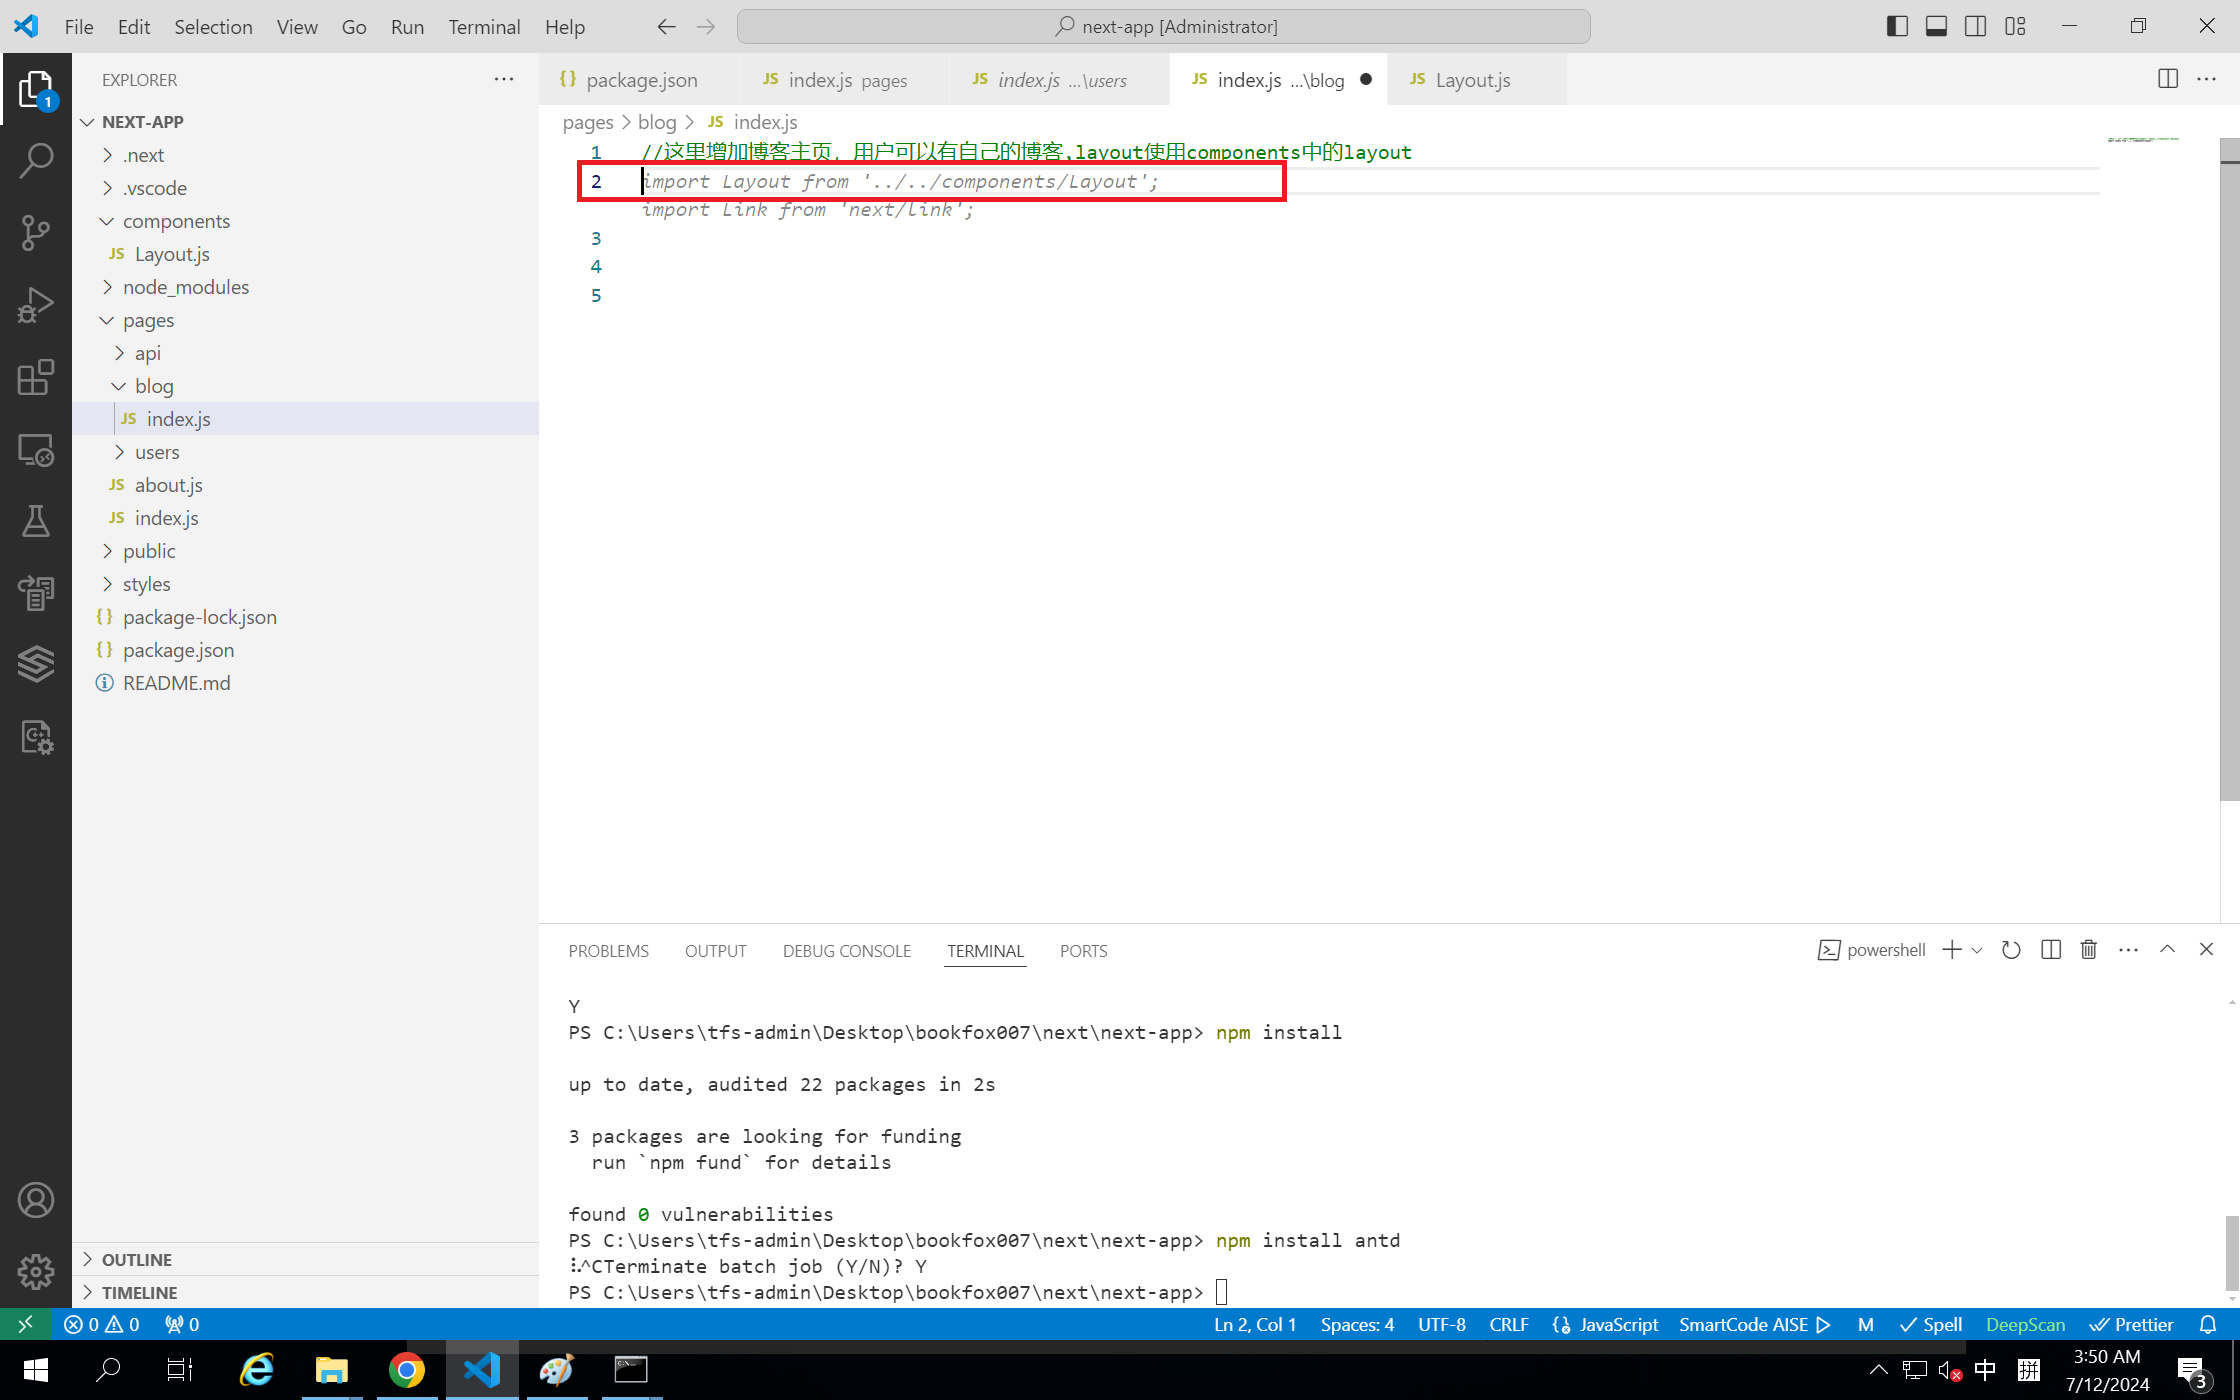 File Edit Selection View Go Run Terminal Help
next-app [Administrator]
EXPLORER
{} package.json
JS index.js pages
JS index.js ...\users
JS index.js ...\blog
JS Layout.js
1
NEXT-APP
.next
.vscode
components
JS Layout.js
node_modules
pages
api
blog
JS index.js
users
JS about.js
JS index.js
public
styles
{} package-lock.json
{} package.json
README.md
OUTLINE
TIMELINE
pages > blog > JS index.js
1 //这里增加博客主页, 用户可以有自己的博客,layout使用components中的layout
2 import Layout from '../../components/Layout';
import Link from 'next/link';
3
4
5
PROBLEMS OUTPUT DEBUG CONSOLE TERMINAL PORTS
powershell
Y
PS C:\Users\tfs-admin\Desktop\bookfox007\next\next-app> npm install
up to date, audited 22 packages in 2s
3 packages are looking for funding
run `npm fund` for details
found 0 vulnerabilities
PS C:\Users\tfs-admin\Desktop\bookfox007\next\next-app> npm install antd
⠧^CTerminate batch job (Y/N)? Y
PS C:\Users\tfs-admin\Desktop\bookfox007\next\next-app>
0 0 0
Ln 2, Col 1 Spaces: 4 UTF-8 CRLF JavaScript SmartCode AISE M Spell DeepScan Prettier
中 拼
3:50 AM
7/12/2024
3